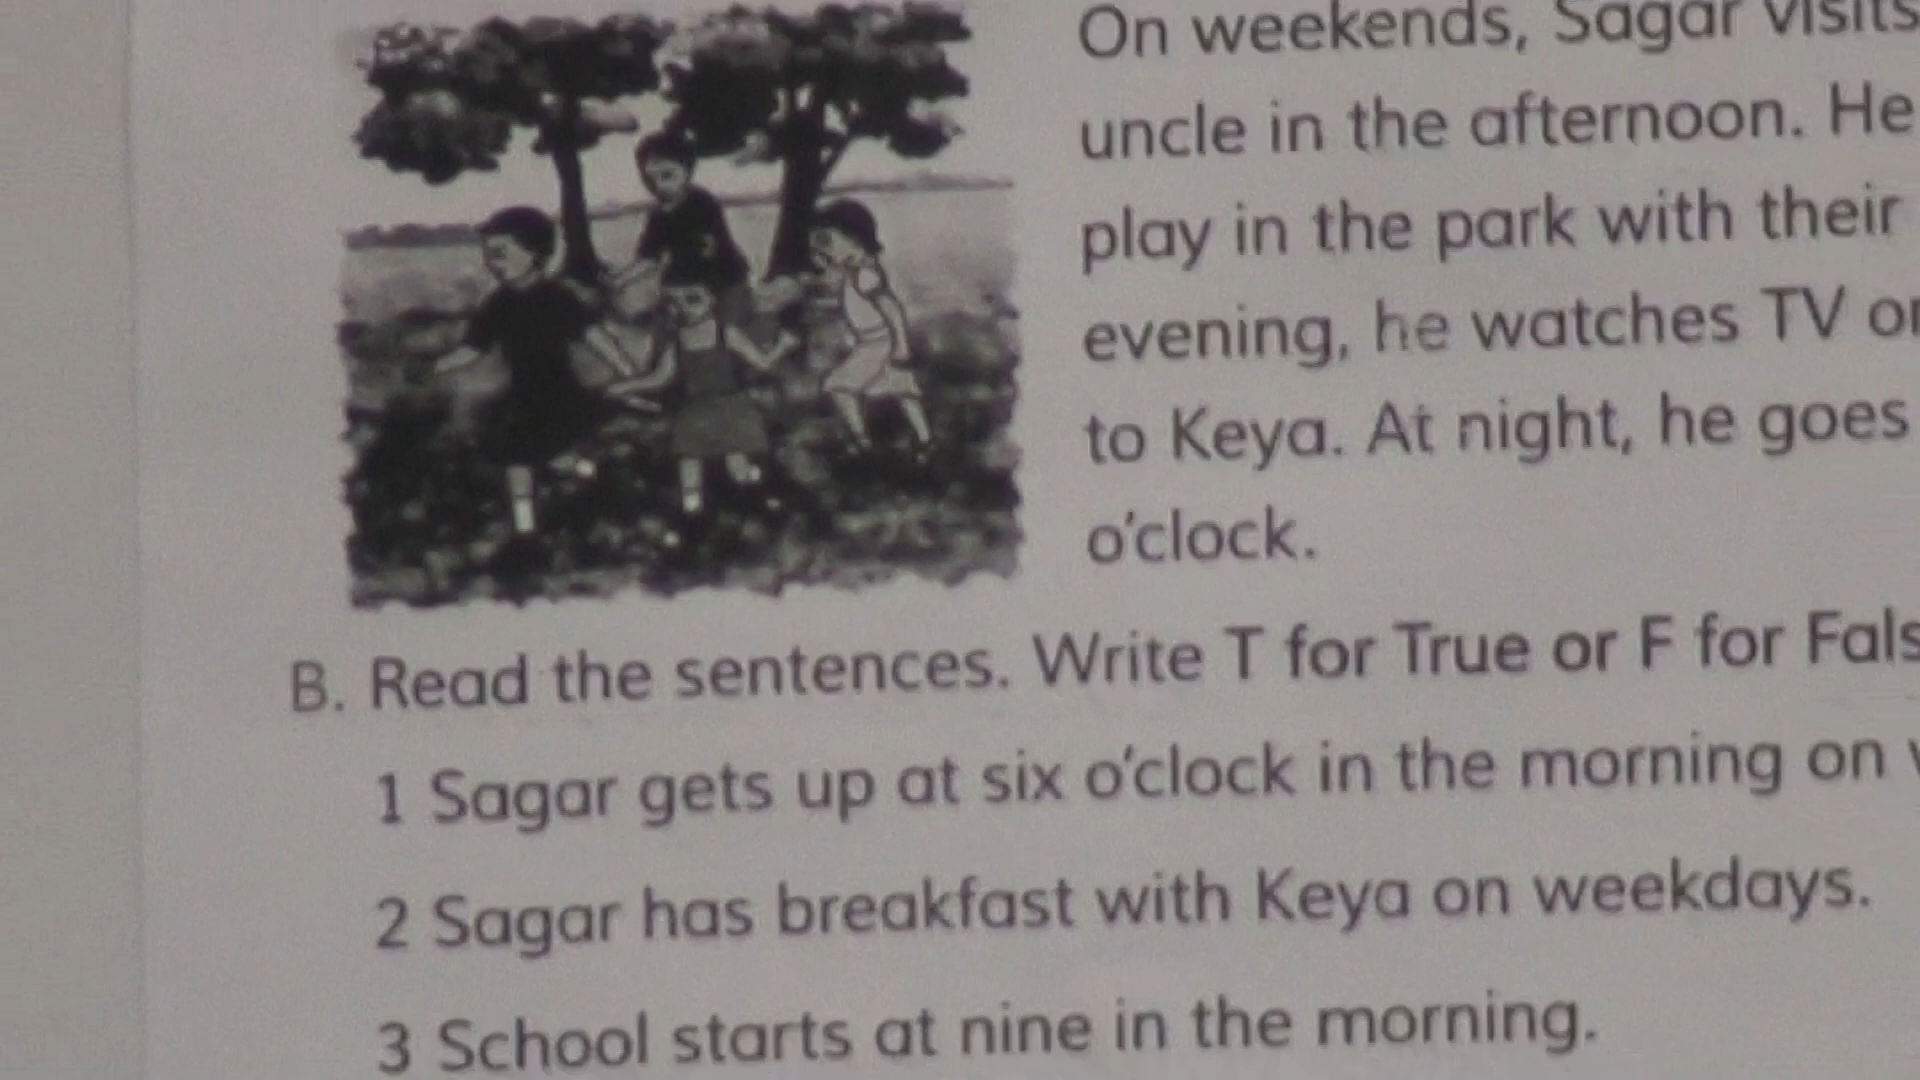 On weekends, Sagar visits
uncle in the afternoon. He
play in the park with their
evening, he watches TV or
to Keya. At night, he goes
o'clock.
B. Read the sentences. Write T for True or F for Fals
1 Sagar gets up at six o'clock in the morning on
2 Sagar has breakfast with Keya on weekdays.
3 School starts at nine in the morning.